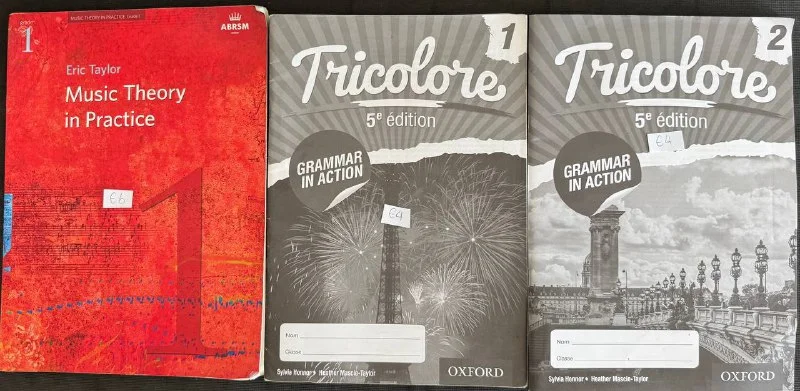 GRADE
1
MUSIC THEORY IN PRACTICE SERIES
ABRSM
Eric Taylor
Music Theory
in Practice
€6
1
Tricolore
1
5e édition
GRAMMAR
IN ACTION
€4
Nom:
Classe:
Sylvia Honnor • Heather Mascie-Taylor
OXFORD
Tricolore
2
5e édition
€4
GRAMMAR
IN ACTION
Nom:
Classe:
Sylvia Honnor • Heather Mascie-Taylor
OXFORD